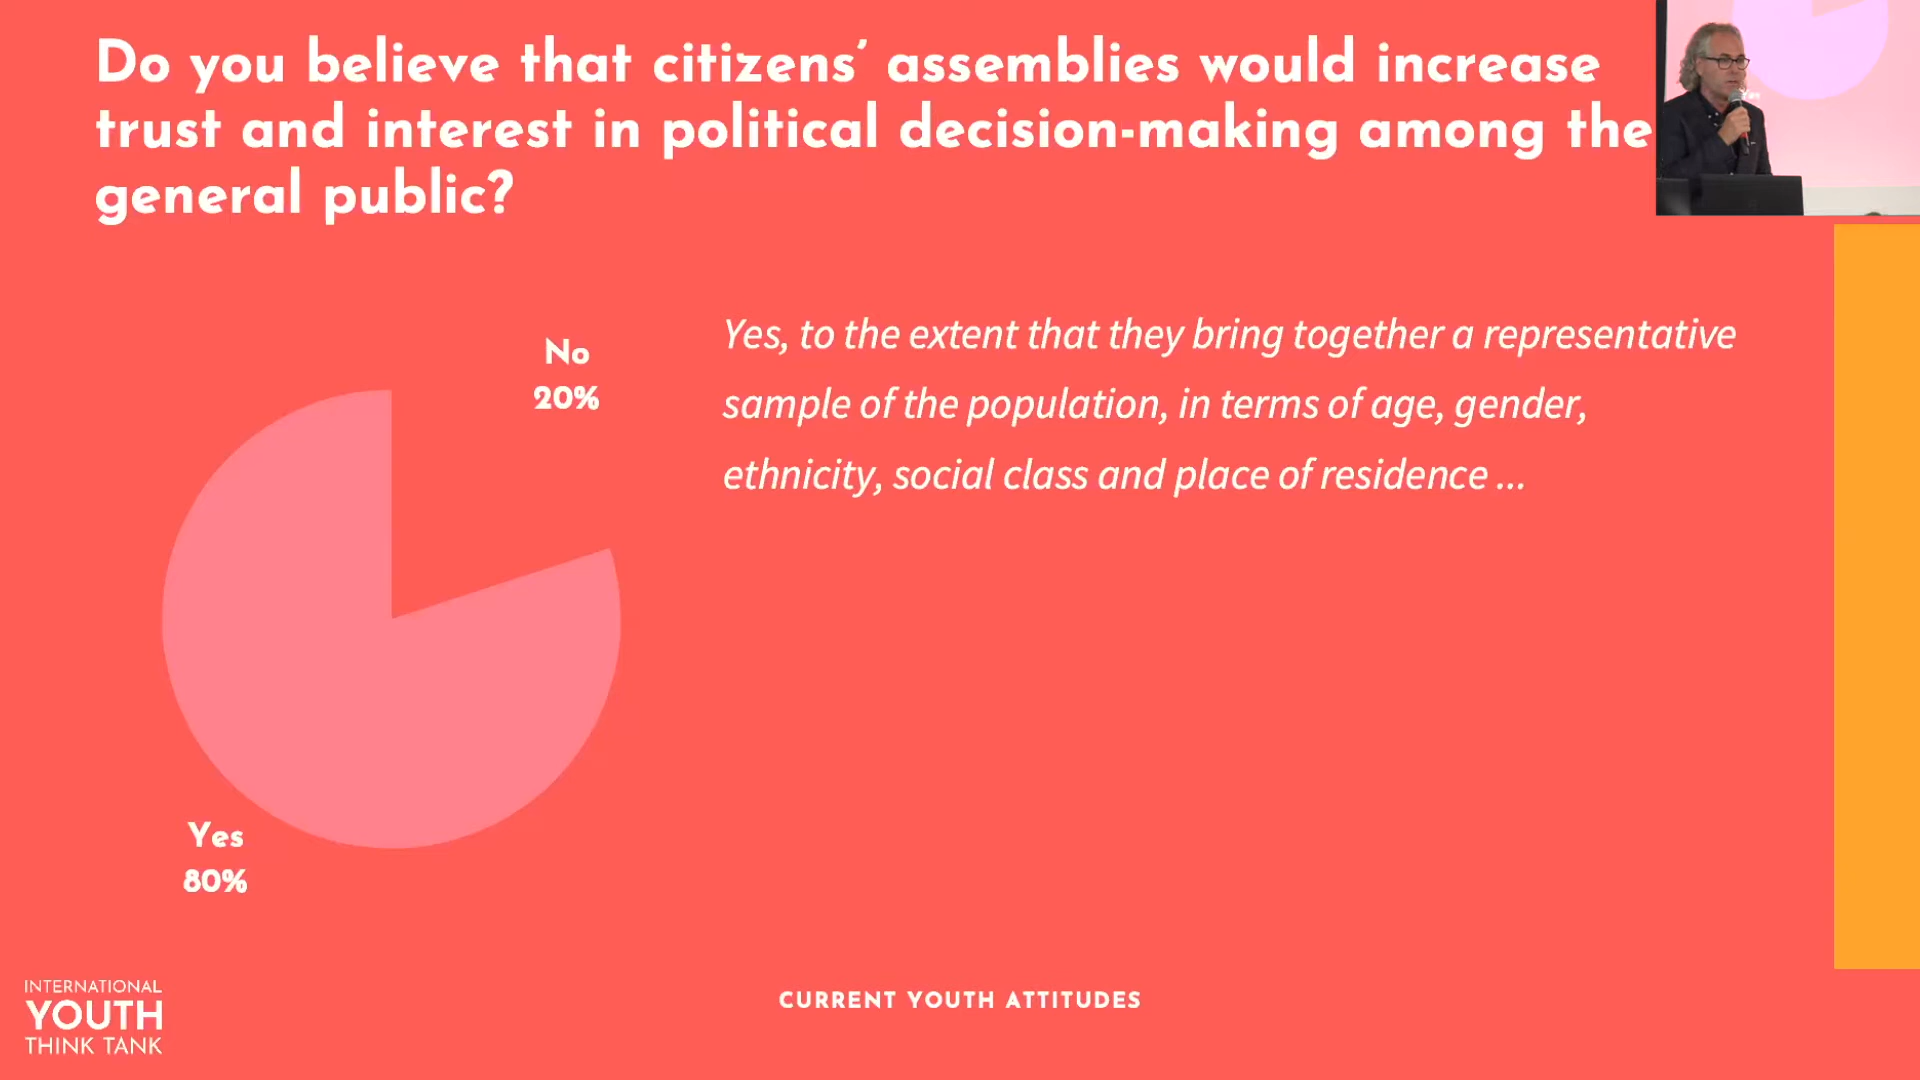 Do you believe that citizens’ assemblies would increase
trust and interest in political decision-making among the
general public?
No
20%
Yes, to the extent that they bring together a representative
sample of the population, in terms of age, gender,
ethnicity, social class and place of residence ...
Yes
80%
INTERNATIONAL
YOUTH
THINK TANK
CURRENT YOUTH ATTITUDES
Yes